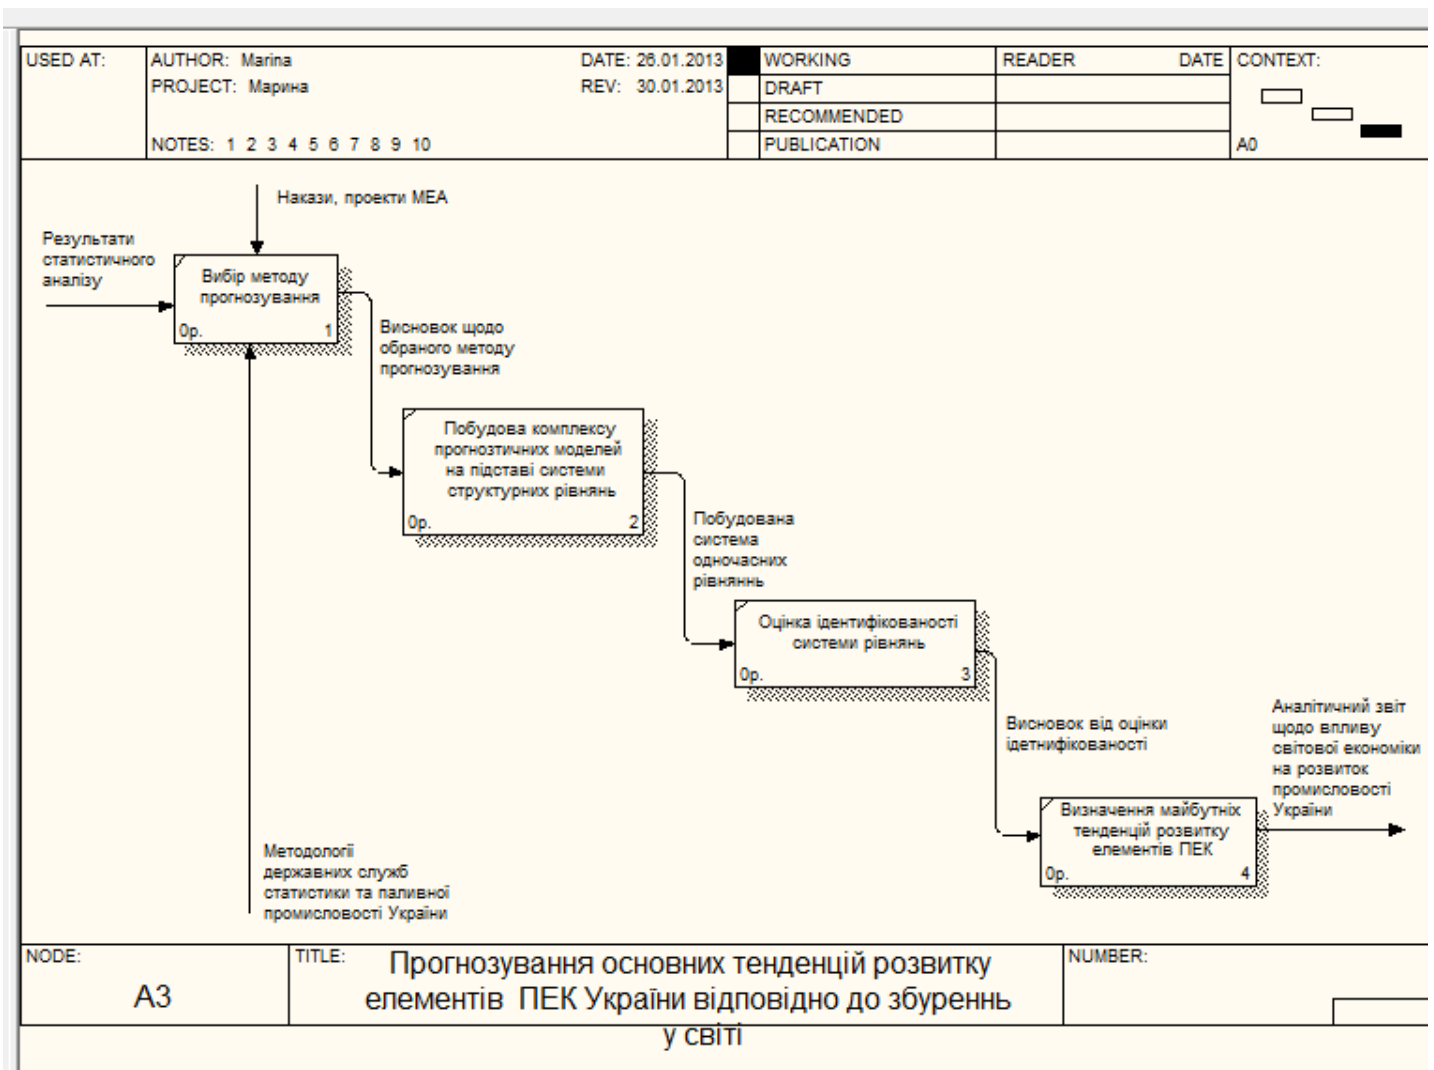 USED AT:
AUTHOR: Marina
DATE: 26.01.2013
WORKING
READER
DATE
CONTEXT:
PROJECT: Марина
REV: 30.01.2013
DRAFT
RECOMMENDED
NOTES: 1 2 3 4 5 6 7 8 9 10
PUBLICATION
A0
Накази, проекти МЕА
Результати
статистичного
аналізу
Вибір методу
прогнозування
0р.
1
Висновок щодо
обраного методу
прогнозування
Побудова комплексу
прогнозтичних моделей
на підставі системи
структурних рівнянь
0р.
2
Побудована
система
одночасних
рівняннь
Оцінка ідентифікованості
системи рівнянь
0р.
3
Висновок від оцінки
ідетнифікованості
Аналітичний звіт
щодо впливу
світової економіки
на розвиток
промисловості
України
Визначення майбутніх
тенденцій розвитку
елементів ПЕК
0р.
4
Методології
державних служб
статистики та паливної
промисловості України
NODE:
A3
TITLE:
Прогнозування основних тенденцій розвитку
елементів ПЕК України відповідно до збуреннь
у світі
NUMBER: